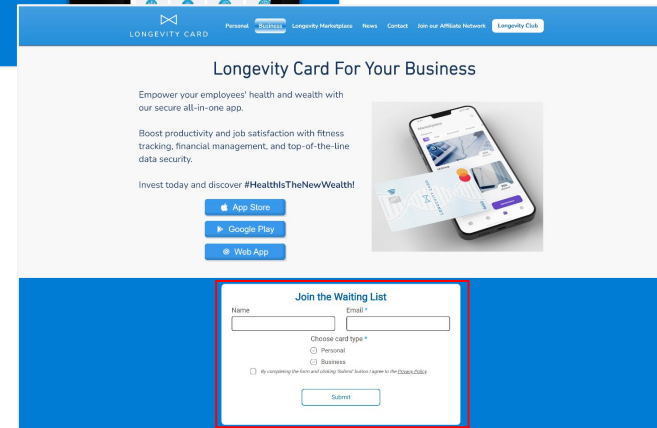 LONGEVITY CARD
Personal Business Longevity Marketplace News Contact Join our Affiliate Network Longevity Club
Longevity Card For Your Business
Empower your employees' health and wealth with
our secure all-in-one app.
Boost productivity and job satisfaction with fitness
tracking, financial management, and top-of-the-line
data security.
Invest today and discover #HealthIsTheNewWealth!
App Store
Google Play
Web App
Join the Waiting List
Name Email *
Choose card type *
Personal
Business
By completing the form and clicking 'Submit' button I agree to the Privacy Policy
Submit